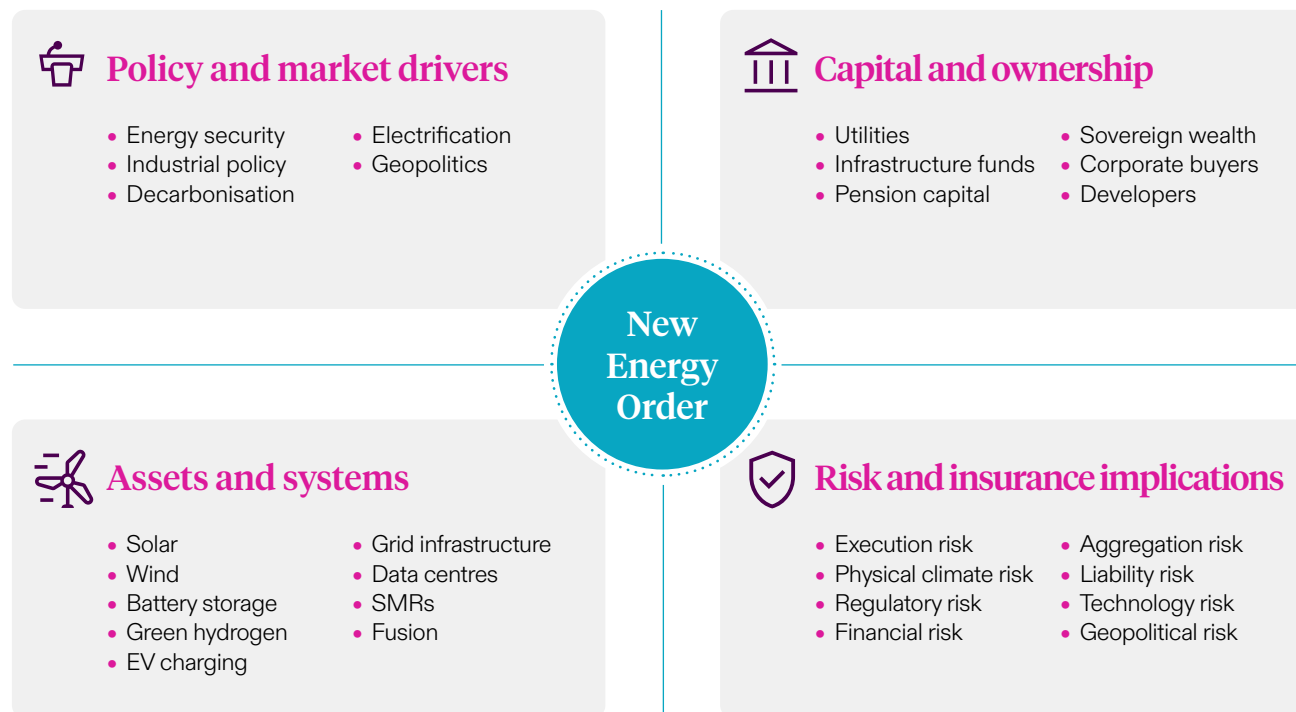 Policy and market drivers
• Energy security
• Industrial policy
• Decarbonisation
• Electrification
• Geopolitics
Capital and ownership
• Utilities
• Infrastructure funds
• Pension capital
• Sovereign wealth
• Corporate buyers
• Developers
New
Energy
Order
Assets and systems
• Solar
• Wind
• Battery storage
• Green hydrogen
• EV charging
• Grid infrastructure
• Data centres
• SMRs
• Fusion
Risk and insurance implications
• Execution risk
• Physical climate risk
• Regulatory risk
• Financial risk
• Aggregation risk
• Liability risk
• Technology risk
• Geopolitical risk